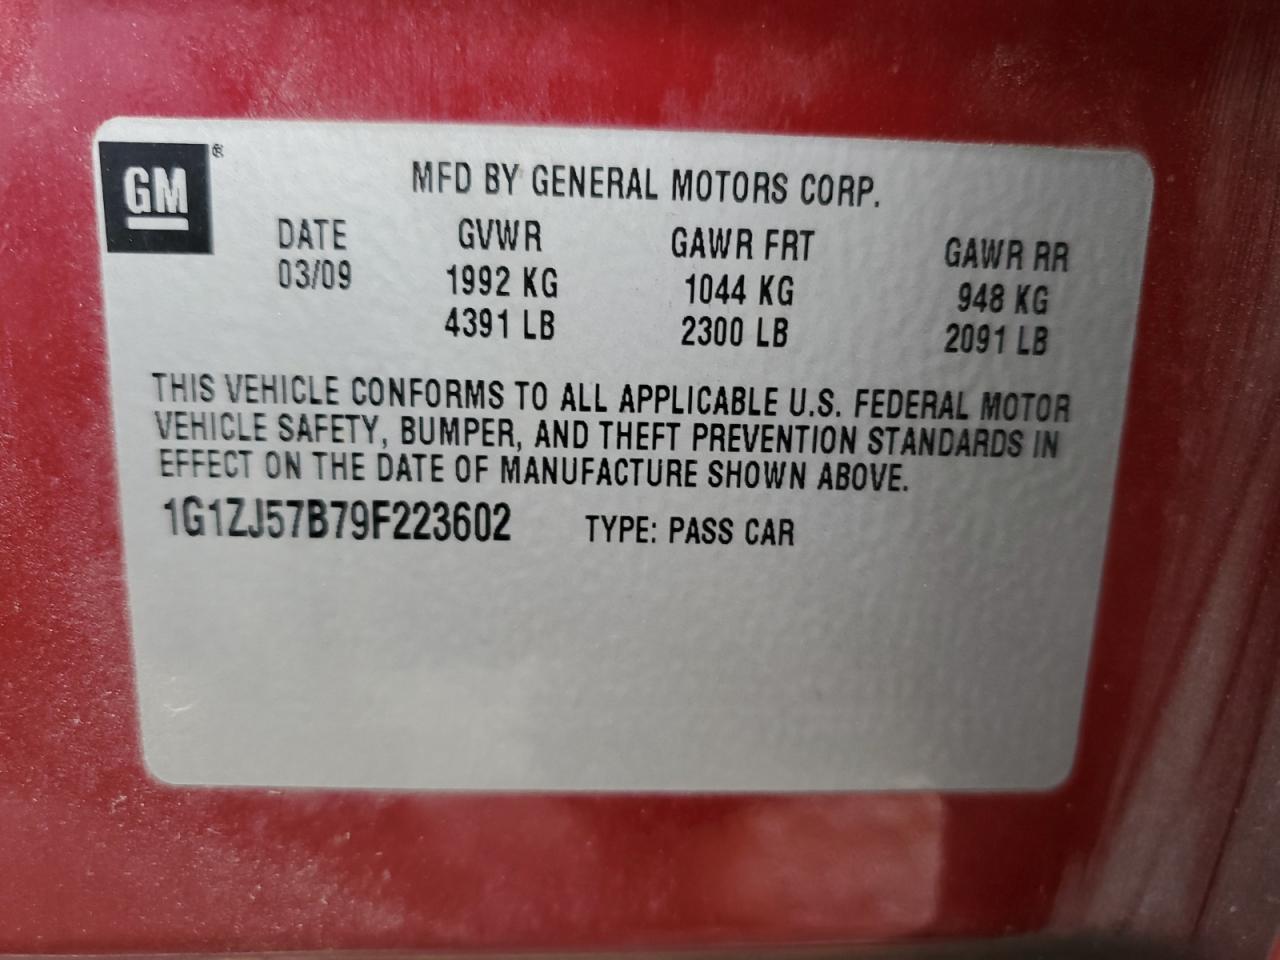 GM®
MFD BY GENERAL MOTORS CORP.
DATE GVWR GAWR FRT GAWR RR
03/09 1992 KG 1044 KG 948 KG
4391 LB 2300 LB 2091 LB
THIS VEHICLE CONFORMS TO ALL APPLICABLE U.S. FEDERAL MOTOR
VEHICLE SAFETY, BUMPER, AND THEFT PREVENTION STANDARDS IN
EFFECT ON THE DATE OF MANUFACTURE SHOWN ABOVE.
1G1ZJ57B79F223602 TYPE: PASS CAR